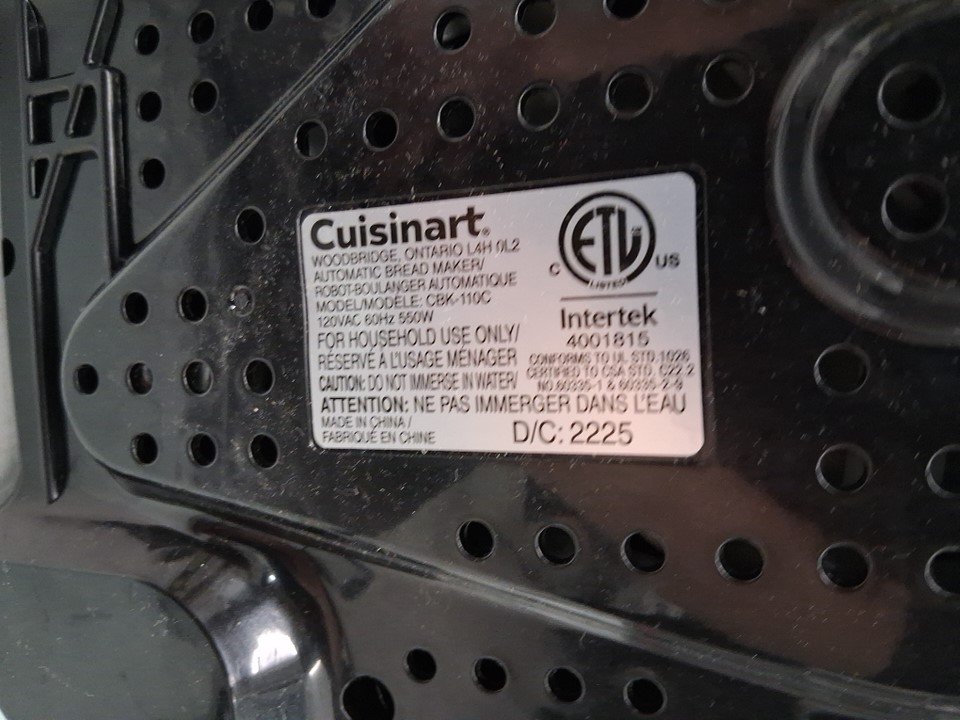 Cuisinart®
WOODBRIDGE, ONTARIO L4H 0L2
AUTOMATIC BREAD MAKER/
ROBOT-BOULANGER AUTOMATIQUE
MODEL/MODÈLE: CBK-110C
120VAC 60Hz 550W
FOR HOUSEHOLD USE ONLY/
RÉSERVÉ À L'USAGE MÉNAGER
CAUTION: DO NOT IMMERSE IN WATER/
ATTENTION: NE PAS IMMERGER DANS L'EAU
MADE IN CHINA /
FABRIQUÉ EN CHINE
ETL
C US
LISTED
Intertek
4001815
CONFORMS TO UL STD.1026
CERTIFIED TO CSA STD. C22.2
NO.60335-1 & 60335-2-9
D/C: 2225